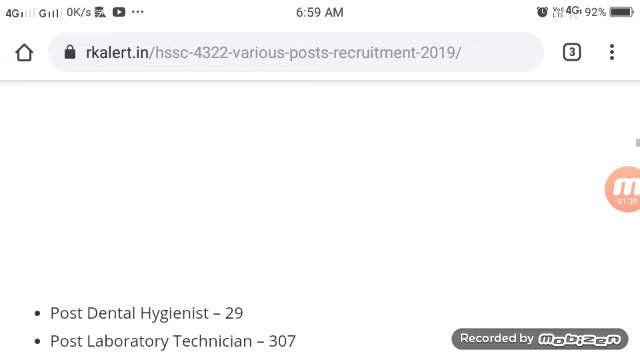 4G G 0K/s ... 6:59 AM VoLTE 4G 92%
rkalert.in/hssc-4322-various-posts-recruitment-2019/ 3
m
01:39
• Post Dental Hygienist – 29
• Post Laboratory Technician – 307
Recorded by mobizen